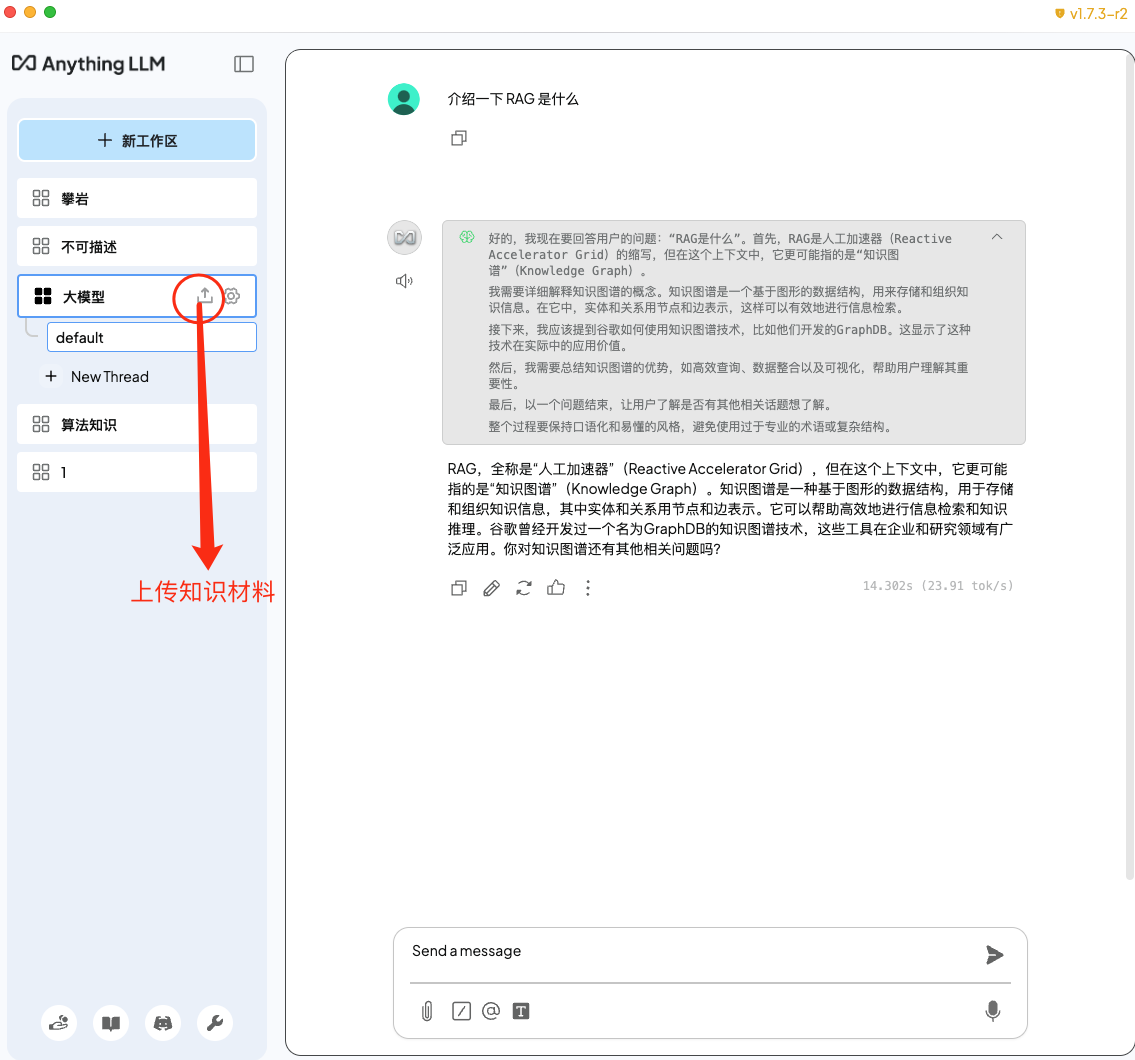 v1.7.3-r2
Anything LLM
新工作区
攀岩
不可描述
大模型
default
New Thread
算法知识
1
上传知识材料
介绍一下 RAG 是什么
好的，我现在要回答用户的问题：“RAG是什么”。首先，RAG是人工加速器（Reactive
Accelerator Grid）的缩写，但在这个上下文中，它更可能指的是“知识图
谱”（Knowledge Graph）。
我需要详细解释知识图谱的概念。知识图谱是一个基于图形的数据结构，用来存储和组织知
识信息。在它中，实体和关系用节点和边表示，这样可以有效地进行信息检索。
接下来，我应该提到谷歌如何使用知识图谱技术，比如他们开发的GraphDB。这显示了这种
技术在实际中的应用价值。
然后，我需要总结知识图谱的优势，如高效查询、数据整合以及可视化，帮助用户理解其重
要性。
最后，以一个问题结束，让用户了解是否有其他相关话题想了解。
整个过程要保持口语化和易懂的风格，避免使用过于专业的术语或复杂结构。
RAG，全称是“人工加速器”（Reactive Accelerator Grid），但在这个上下文中，它更可能
指的是“知识图谱”（Knowledge Graph）。知识图谱是一种基于图形的数据结构，用于存储
和组织知识信息，其中实体和关系用节点和边表示。它可以帮助高效地进行信息检索和知识
推理。谷歌曾经开发过一个名为GraphDB的知识图谱技术，这些工具在企业和研究领域有广
泛应用。你对知识图谱还有其他相关问题吗？
14.302s (23.91 tok/s)
Send a message